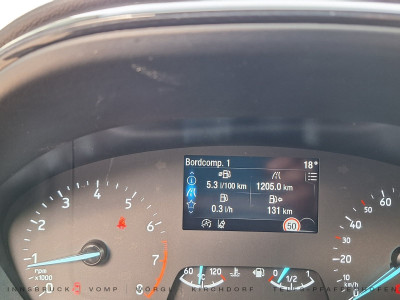 Bordcomp. 1
18°
5.3 l/100 km
1205.0 km
0.3 l/h
131 km
50
1
2
3
4
5
6
7
r/min
x1000
60
120
°C
0
1/2
10
20
30
40
50
60
km/h
INNSBRUCK VOMP WÖRGL KIRCHDORF